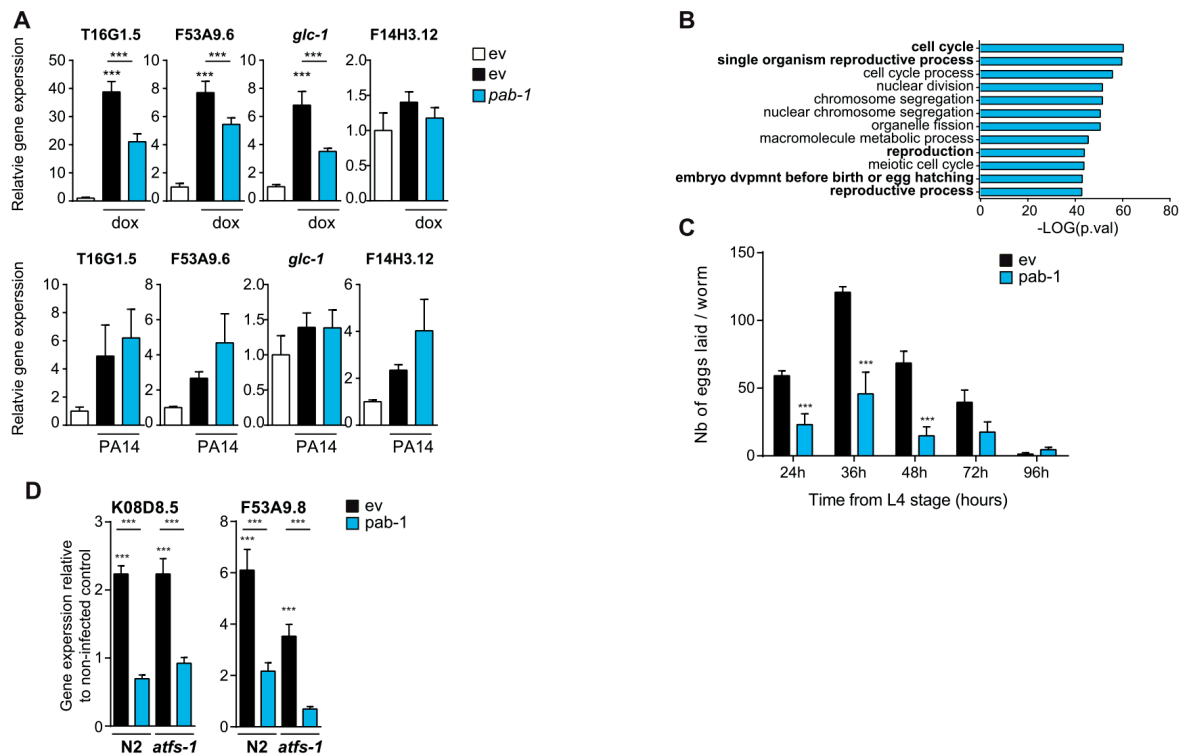 A
T16G1.5 F53A9.6 glc-1 F14H3.12
Relatvie gene experssion
50 40 30 20 10 0
10 8 6 4 2 0
10 8 6 4 2 0
2.0 1.5 1.0 0.5 0.0
*** *** ***
*** *** ***
ev
ev
pab-1
dox dox dox dox
T16G1.5 F53A9.6 glc-1 F14H3.12
Relatvie gene experssion
10 8 6 4 2 0
8 6 4 2 0
2.0 1.5 1.0 0.5 0.0
6 4 2 0
PA14 PA14 PA14 PA14
B
cell cycle
single organism reproductive process
cell cycle process
nuclear division
chromosome segregation
nuclear chromosome segregation
organelle fission
macromolecule metabolic process
reproduction
meiotic cell cycle
embryo dvpmnt before birth or egg hatching
reproductive process
0 20 40 60 80
-LOG(p.val)
C
Nb of eggs laid / worm
150
100
50
0
ev
pab-1
*** *** ***
24h 36h 48h 72h 96h
Time from L4 stage (hours)
D
K08D8.5 F53A9.8
ev
pab-1
Gene experssion relative
to non-infected control
3 2 1 0
8 6 4 2 0
*** *** *** ***
*** *** *** ***
N2 atfs-1 N2 atfs-1